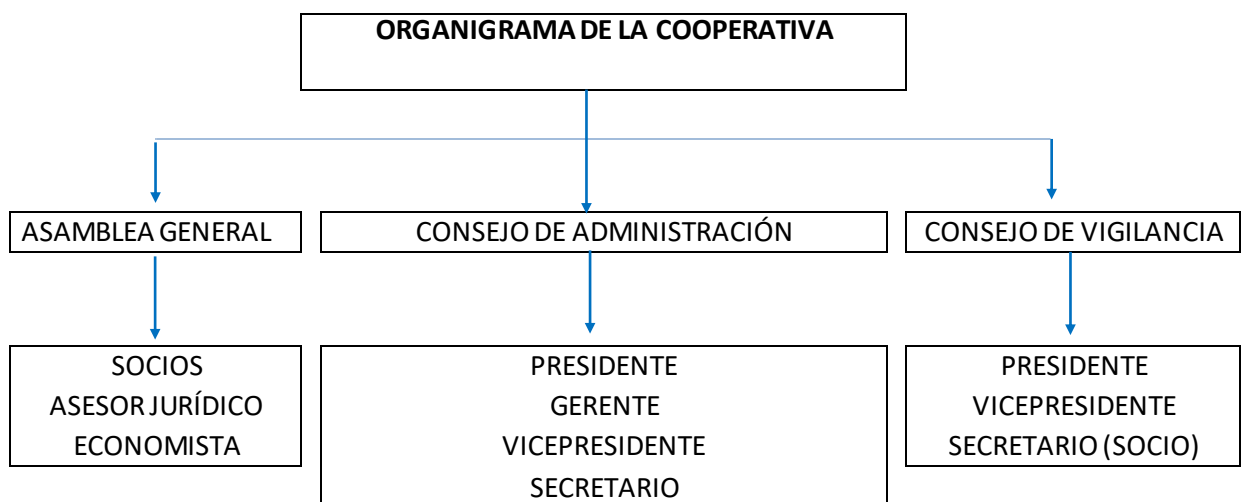 ORGANIGRAMA DE LA COOPERATIVA
ASAMBLEA GENERAL
CONSEJO DE ADMINISTRACIÓN
CONSEJO DE VIGILANCIA
SOCIOS
ASESOR JURÍDICO
ECONOMISTA
PRESIDENTE
GERENTE
VICEPRESIDENTE
SECRETARIO
PRESIDENTE
VICEPRESIDENTE
SECRETARIO (SOCIO)